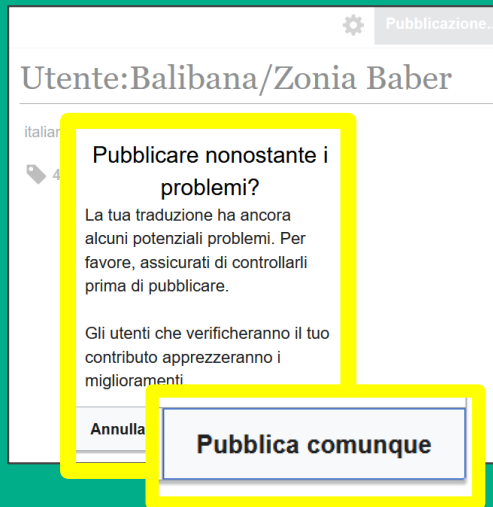 Pubblicazione...
Utente:Balibana/Zonia Baber
italian
4
Pubblicare nonostante i
problemi?
La tua traduzione ha ancora
alcuni potenziali problemi. Per
favore, assicurati di controllarli
prima di pubblicare.
Gli utenti che verificheranno il tuo
contributo apprezzeranno i
miglioramenti
Annulla
Pubblica comunque